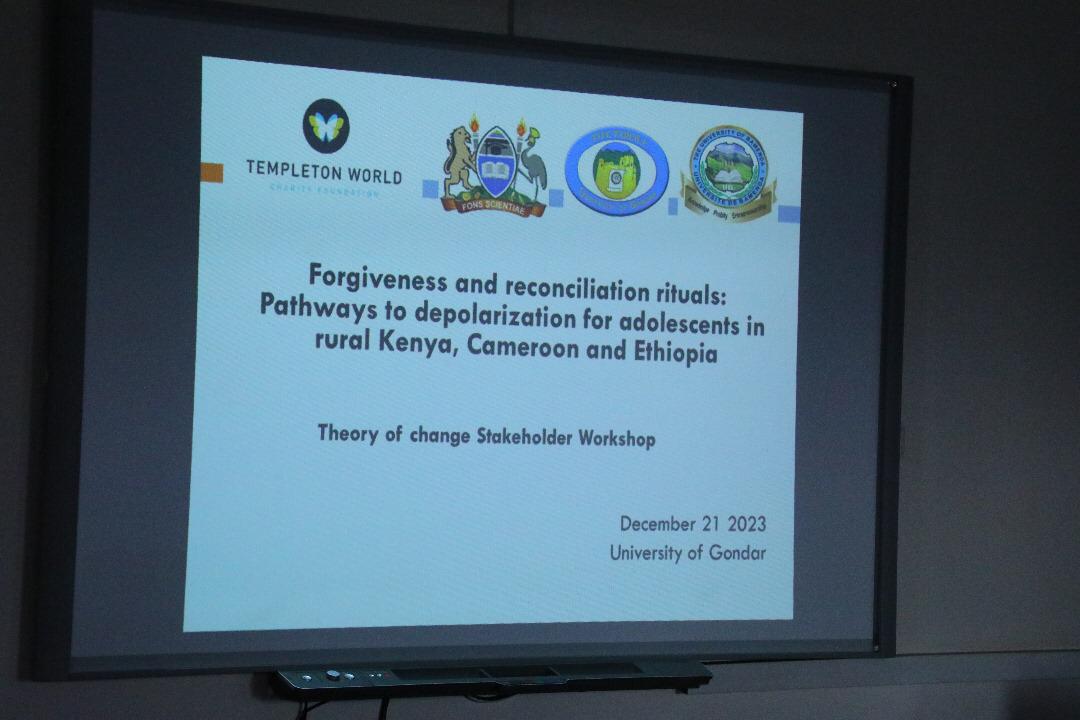 TEMPLETON WORLD
CHARITY FOUNDATION
FONS SCIENTIAE
THE UNIVERSITY OF BAMENDA
UNIVERSITE DE BAMENDA
Knowledge Probity Entrepreneurship
Forgiveness and reconciliation rituals:
Pathways to depolarization for adolescents in
rural Kenya, Cameroon and Ethiopia
Theory of change Stakeholder Workshop
December 21 2023
University of Gondar